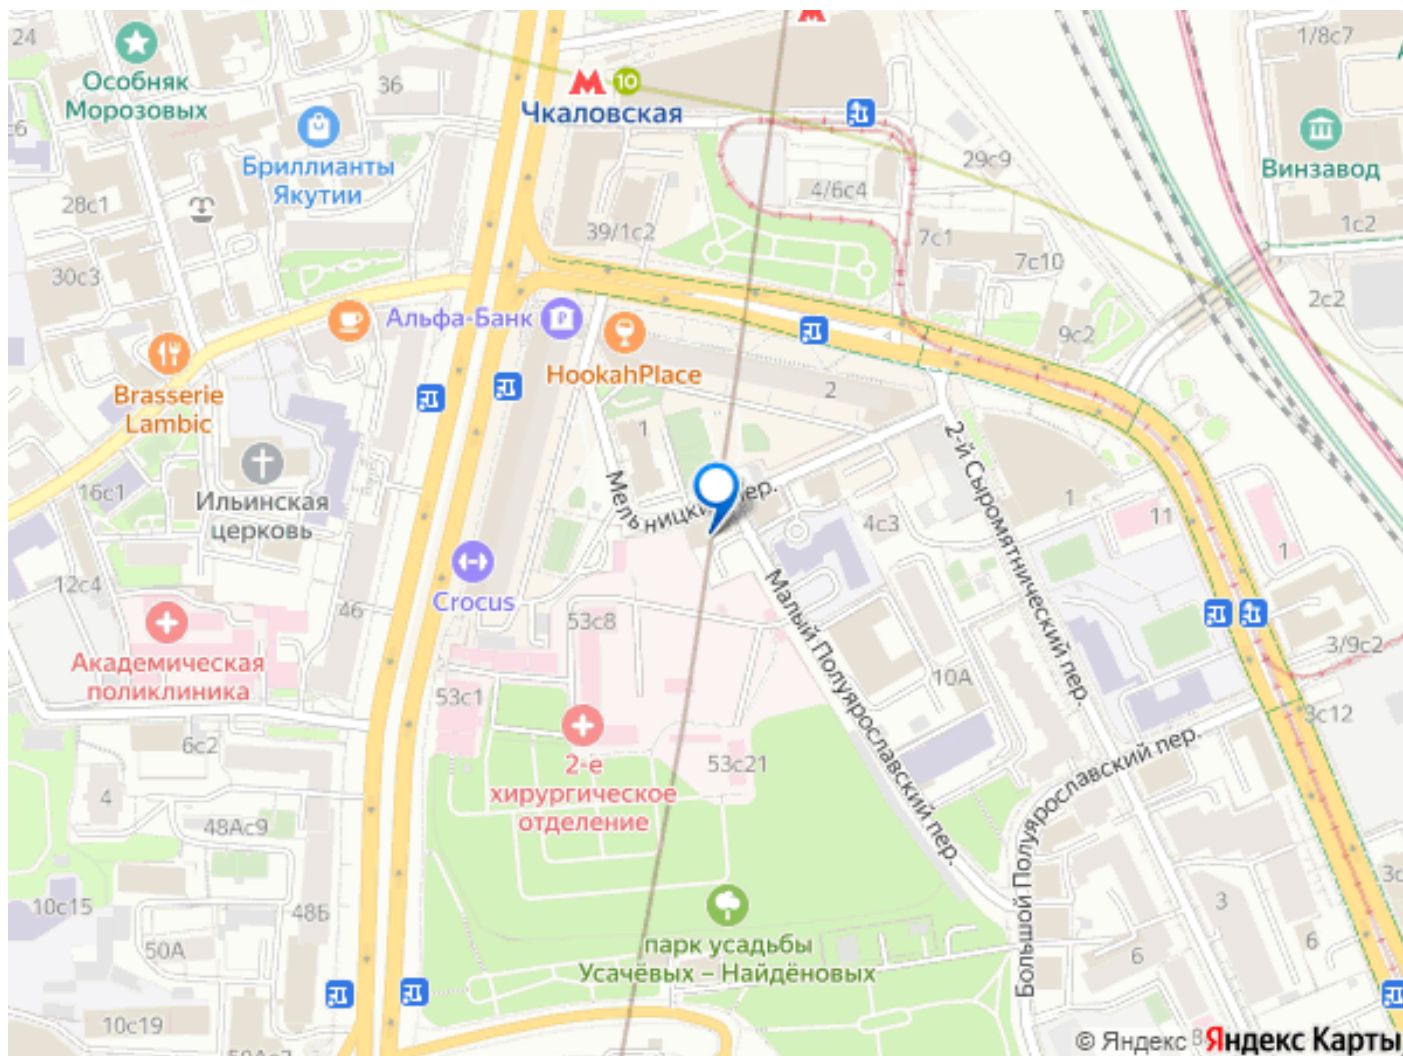 24
Особняк
Морозовых
36
10
Чкаловская
1/8с7
Винзавод
Бриллианты
Якутии
29с9
4/6с4
28с1
39/1с2
7с1
7с10
1с2
30с3
2с2
Альфа-Банк
HookahPlace
9с2
Brasserie
Lambic
2
1
Мельницкий пер.
2-й Сыромятнический пер.
16с1
Ильинская
церковь
4с3
1
11
1
12с4
Crocus
46
53с8
Малый Полуярославский пер.
3/9с2
Академическая
поликлиника
53с1
10А
3с12
6с2
2-е
хирургическое
отделение
53с21
Большой Полуярославский пер.
4
48Ас9
10с15
48Б
50А
парк усадьбы
Усачёвых – Найдёновых
3
6
6
10с19
© Яндекс
Яндекс Карты